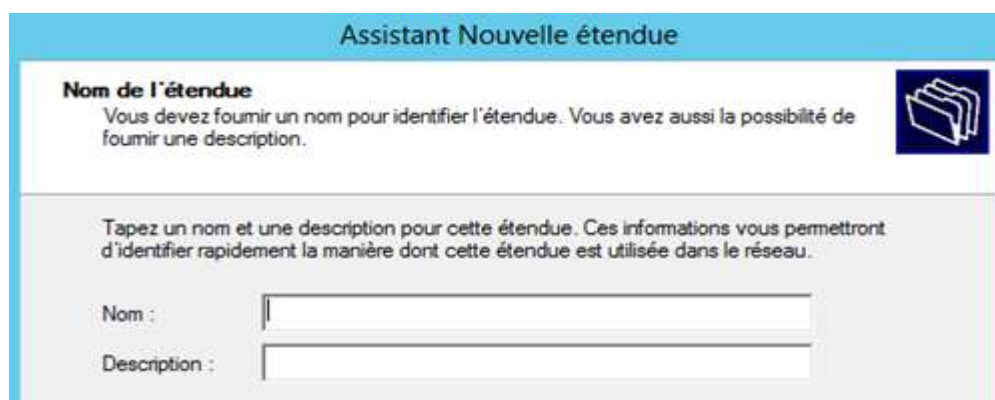 Assistant Nouvelle étendue
Nom de l'étendue
Vous devez fournir un nom pour identifier l'étendue. Vous avez aussi la possibilité de
fournir une description.
Tapez un nom et une description pour cette étendue. Ces informations vous permettront
d'identifier rapidement la manière dont cette étendue est utilisée dans le réseau.
Nom :
Description :